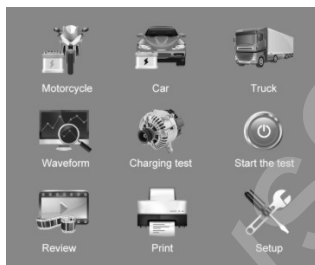 Motorcycle Car Truck
Waveform Charging test Start the test
Review Print Setup